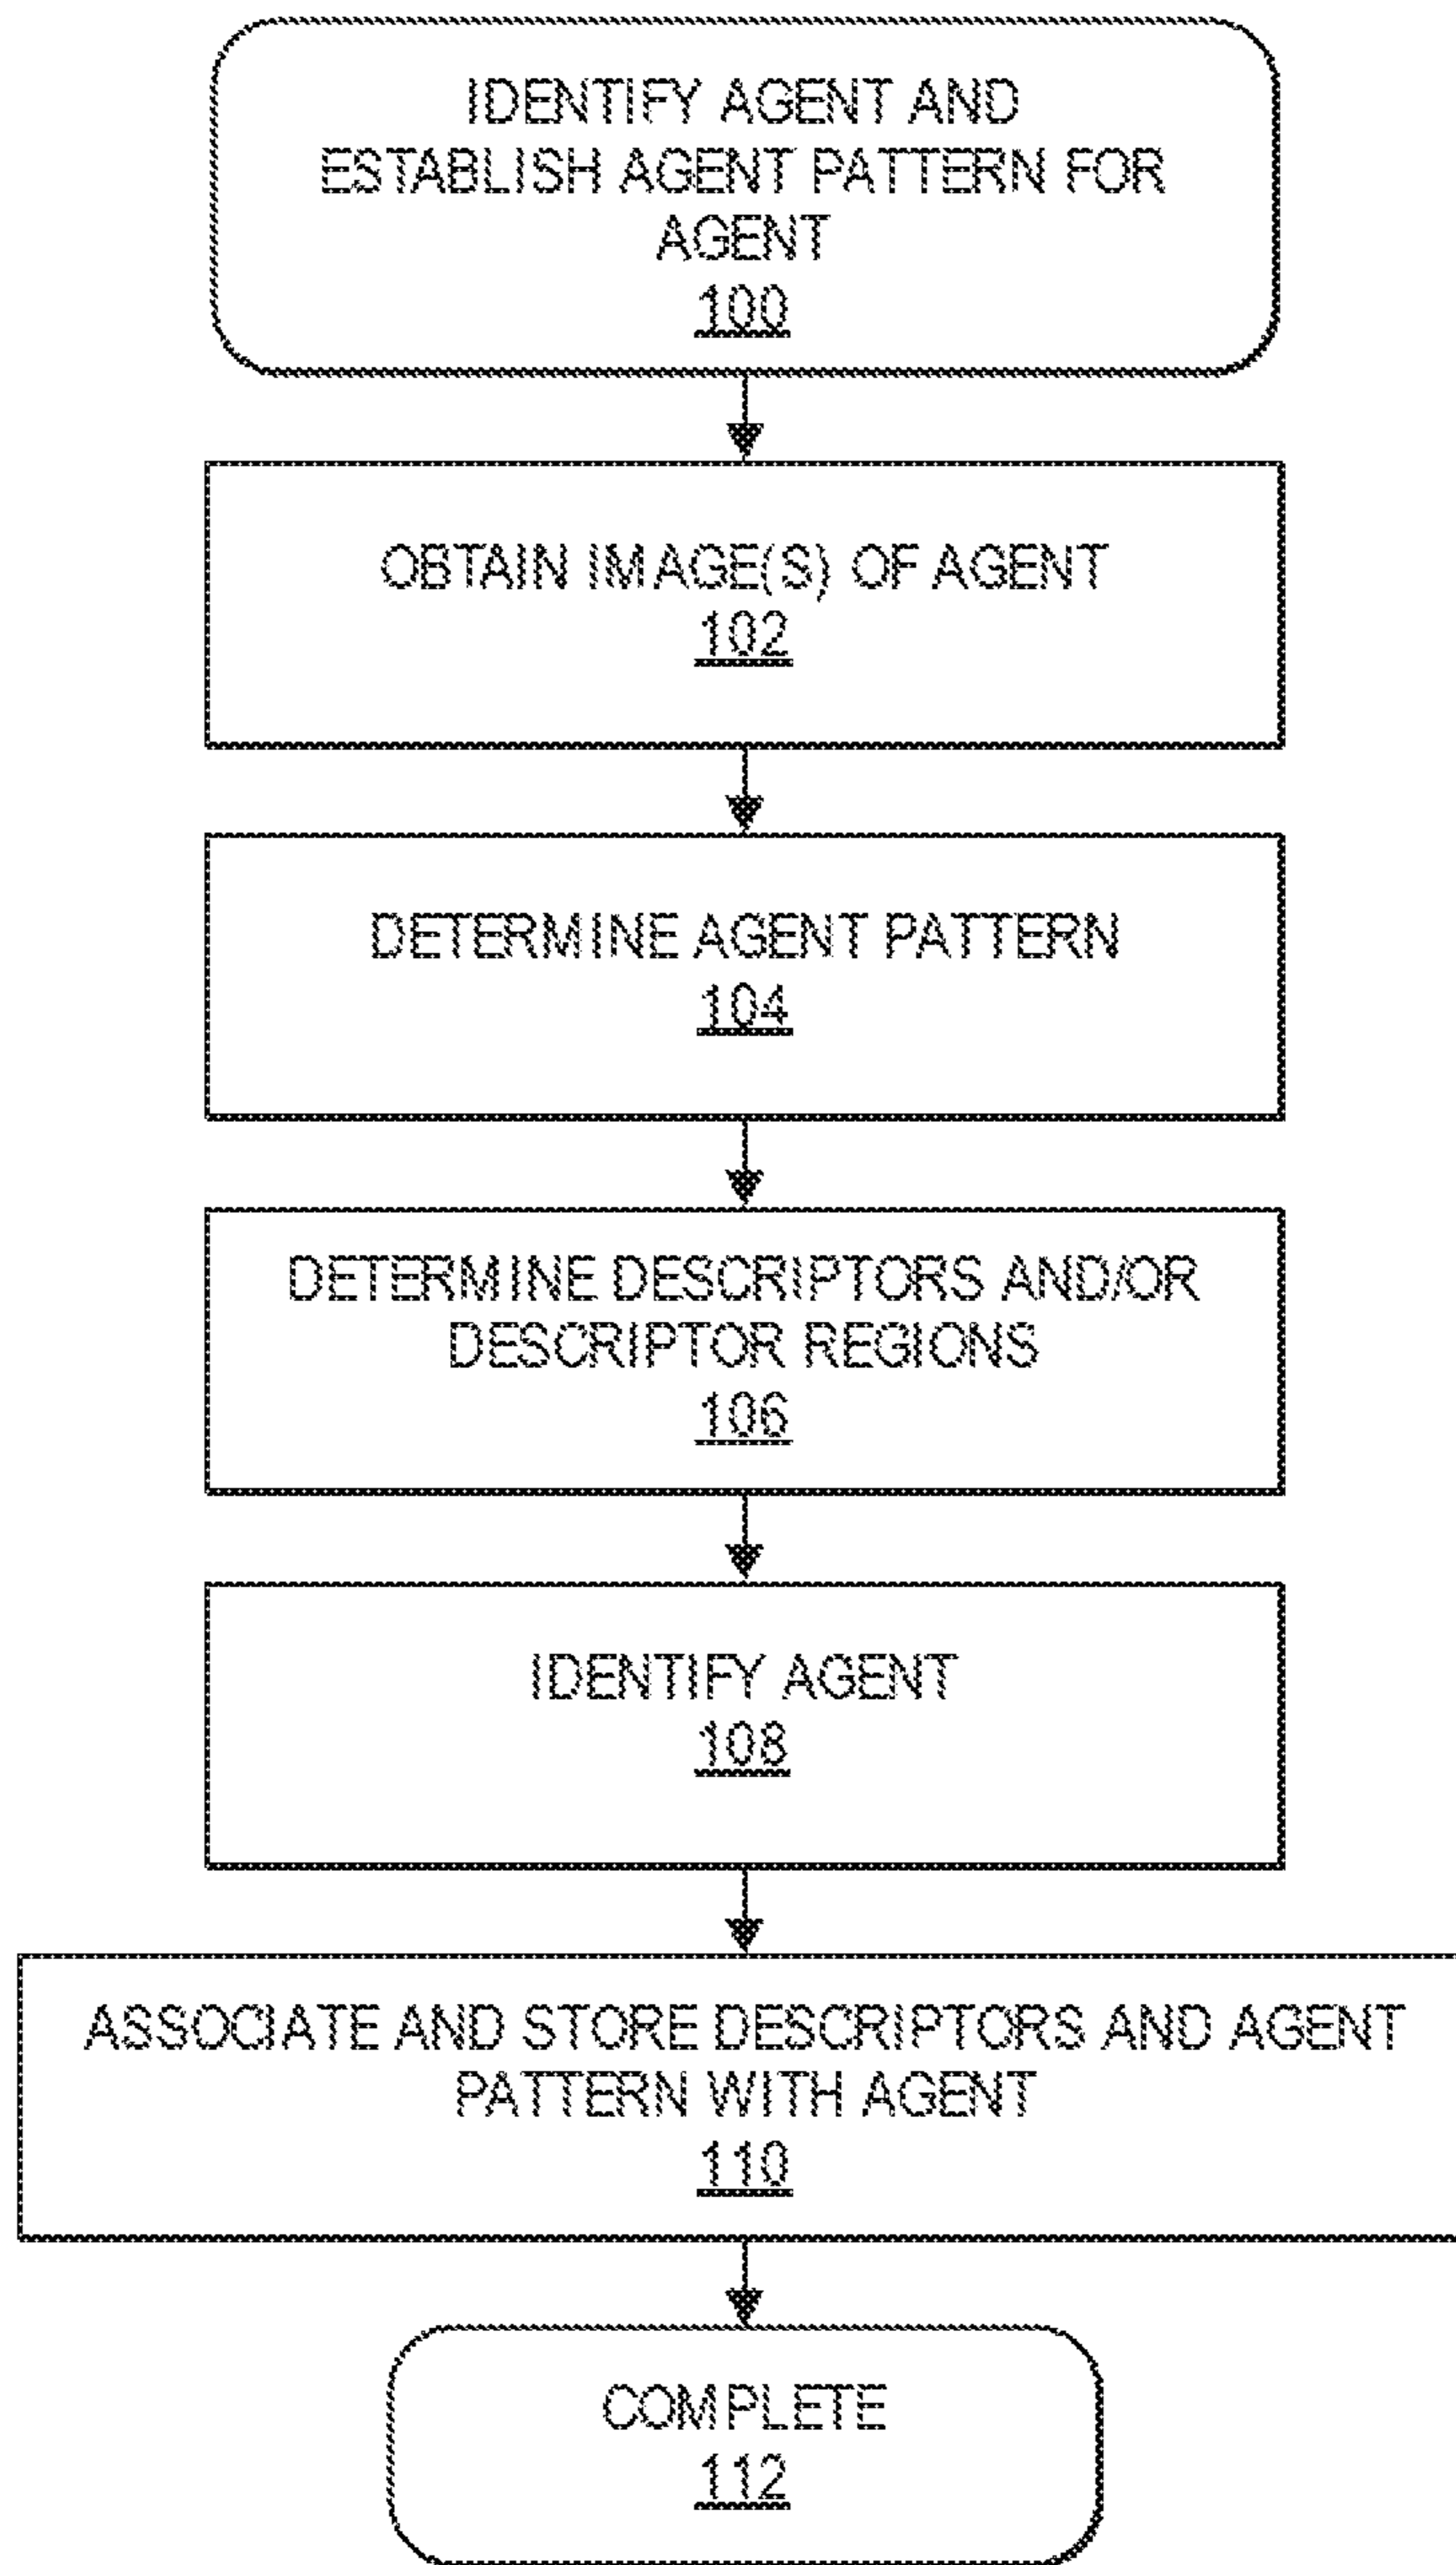 IDENTIFY AGENT AND
ESTABLISH AGENT PATTERN FOR
AGENT
100
OBTAIN IMAGE(S) OF AGENT
102
DETERMINE AGENT PATTERN
104
DETERMINE DESCRIPTORS AND/OR
DESCRIPTOR REGIONS
106
IDENTIFY AGENT
108
ASSOCIATE AND STORE DESCRIPTORS AND AGENT
PATTERN WITH AGENT
110
COMPLETE
112